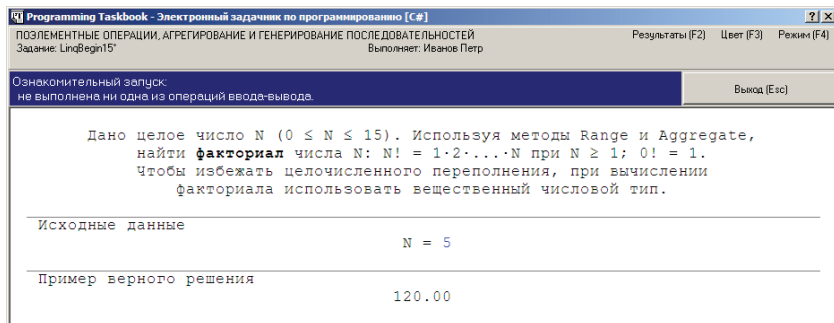 Programming Taskbook - Электронный задачник по программированию [C#]
ПОЭЛЕМЕНТНЫЕ ОПЕРАЦИИ, АГРЕГИРОВАНИЕ И ГЕНЕРИРОВАНИЕ ПОСЛЕДОВАТЕЛЬНОСТЕЙ
Результаты (F2) Цвет (F3) Режим (F4)
Задание: LinqBegin15° Выполняет: Иванов Петр
Ознакомительный запуск:
не выполнена ни одна из операций ввода-вывода.
Выход (Esc)
Дано целое число N (0 ≤ N ≤ 15). Используя методы Range и Aggregate,
найти факториал числа N: N! = 1·2·...·N при N ≥ 1; 0! = 1.
Чтобы избежать целочисленного переполнения, при вычислении
факториала использовать вещественный числовой тип.
Исходные данные
N = 5
Пример верного решения
120.00